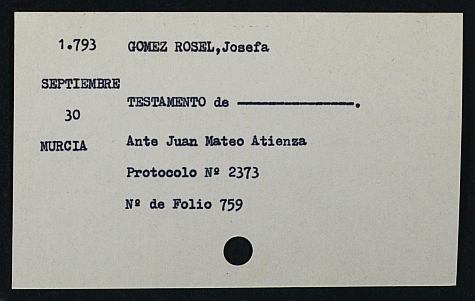 1.793 GOMEZ ROSEL,Josefa
SEPTIEMBRE
TESTAMENTO de ——————————.
30
MURCIA Ante Juan Mateo Atienza
Protocolo Nº 2373
Nº de Folio 759